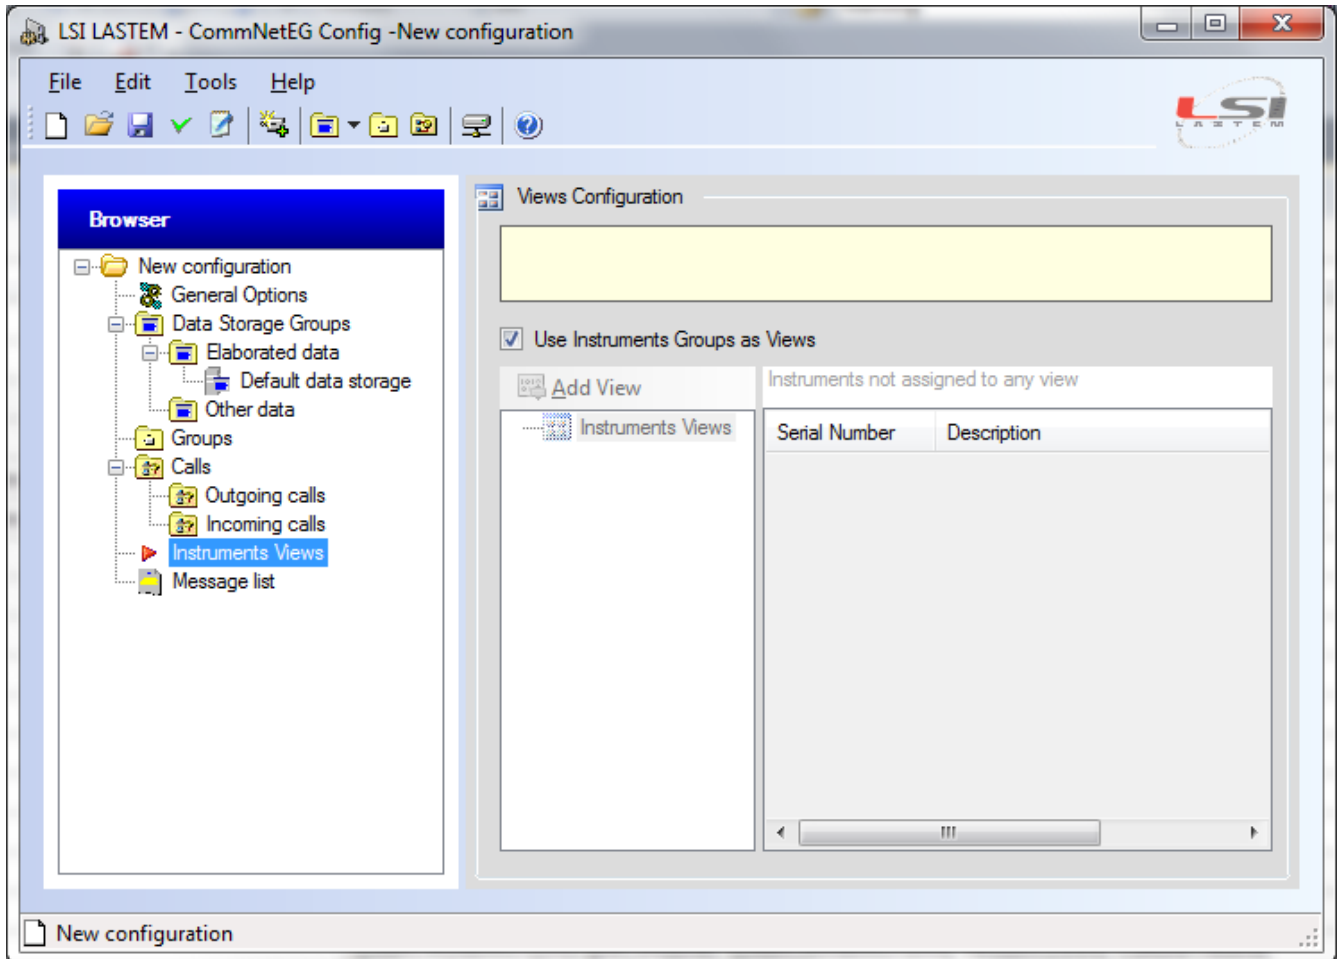 LSI LASTEM - CommNetEG Config -New configuration
File Edit Tools Help
LSI
LASTEM
Browser
New configuration
General Options
Data Storage Groups
Elaborated data
Default data storage
Other data
Groups
Calls
Outgoing calls
Incoming calls
Instruments Views
Message list
Views Configuration
Use Instruments Groups as Views
Add View
Instruments Views
Instruments not assigned to any view
Serial Number Description
New configuration